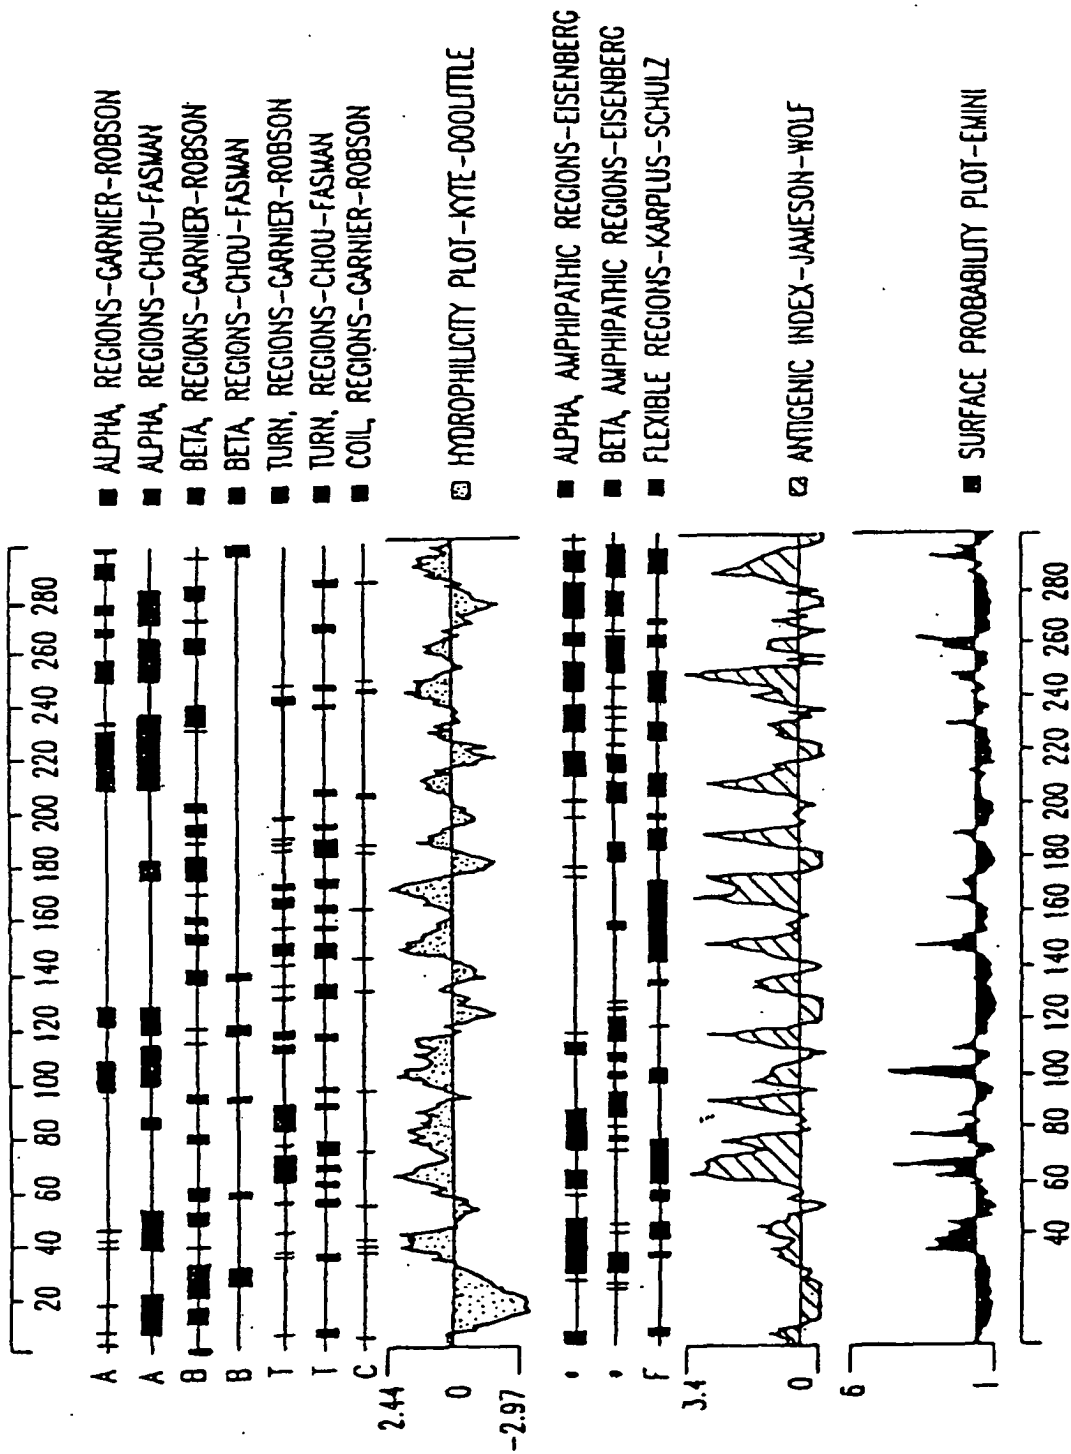 20 40 60 80 100 120 140 160 180 200 220 240 260 280
A ALPHA, REGIONS-GARNIER-ROBSON
A ALPHA, REGIONS-CHOU-FASMAN
B BETA, REGIONS-GARNIER-ROBSON
B BETA, REGIONS-CHOU-FASMAN
T TURN, REGIONS-GARNIER-ROBSON
T TURN, REGIONS-CHOU-FASMAN
C COIL, REGIONS-GARNIER-ROBSON
2.44
0 HYDROPHILICITY PLOT-KYTE-DOOLITTLE
-2.97
ALPHA, AMPHIPATHIC REGIONS-EISENBERG
BETA, AMPHIPATHIC REGIONS-EISENBERG
F FLEXIBLE REGIONS-KARPLUS-SCHULZ
3.4
0 ANTIGENIC INDEX-JAMESON-WOLF
6
1 SURFACE PROBABILITY PLOT-EMINI
40 60 80 100 120 140 160 180 200 220 240 260 280